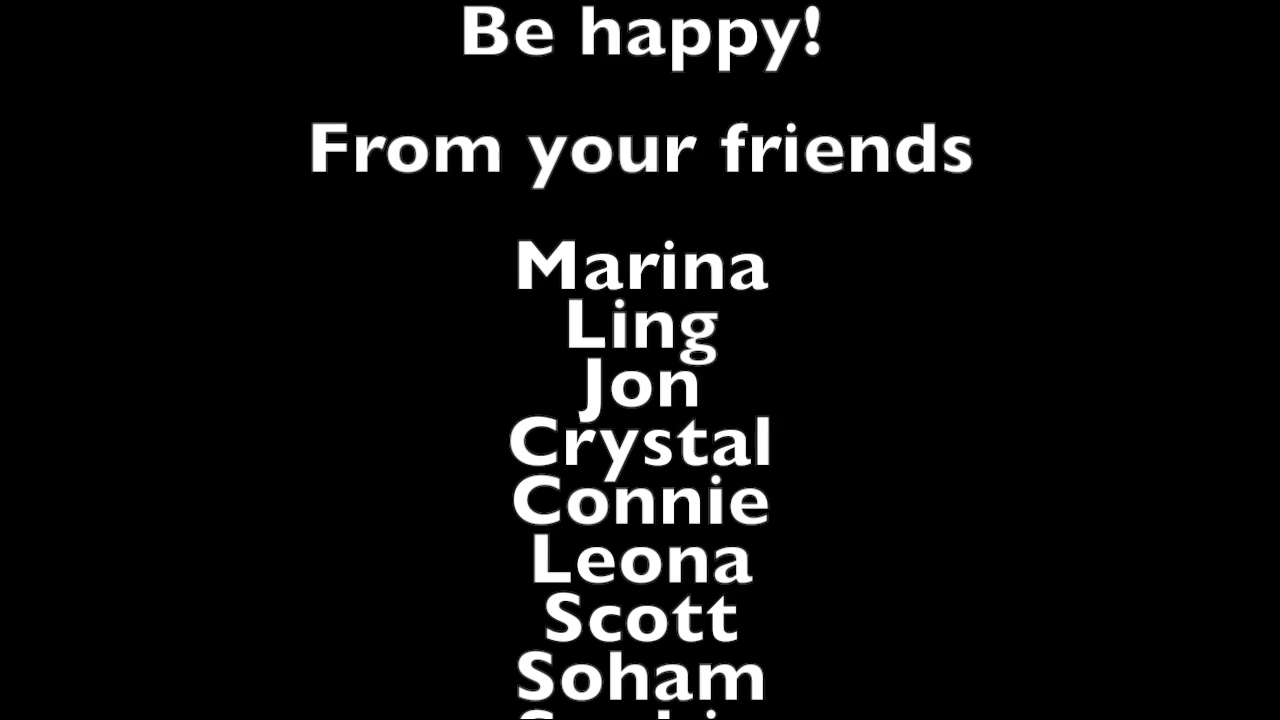 Be happy!
From your friends
Marina
Ling
Jon
Crystal
Connie
Leona
Scott
Soham